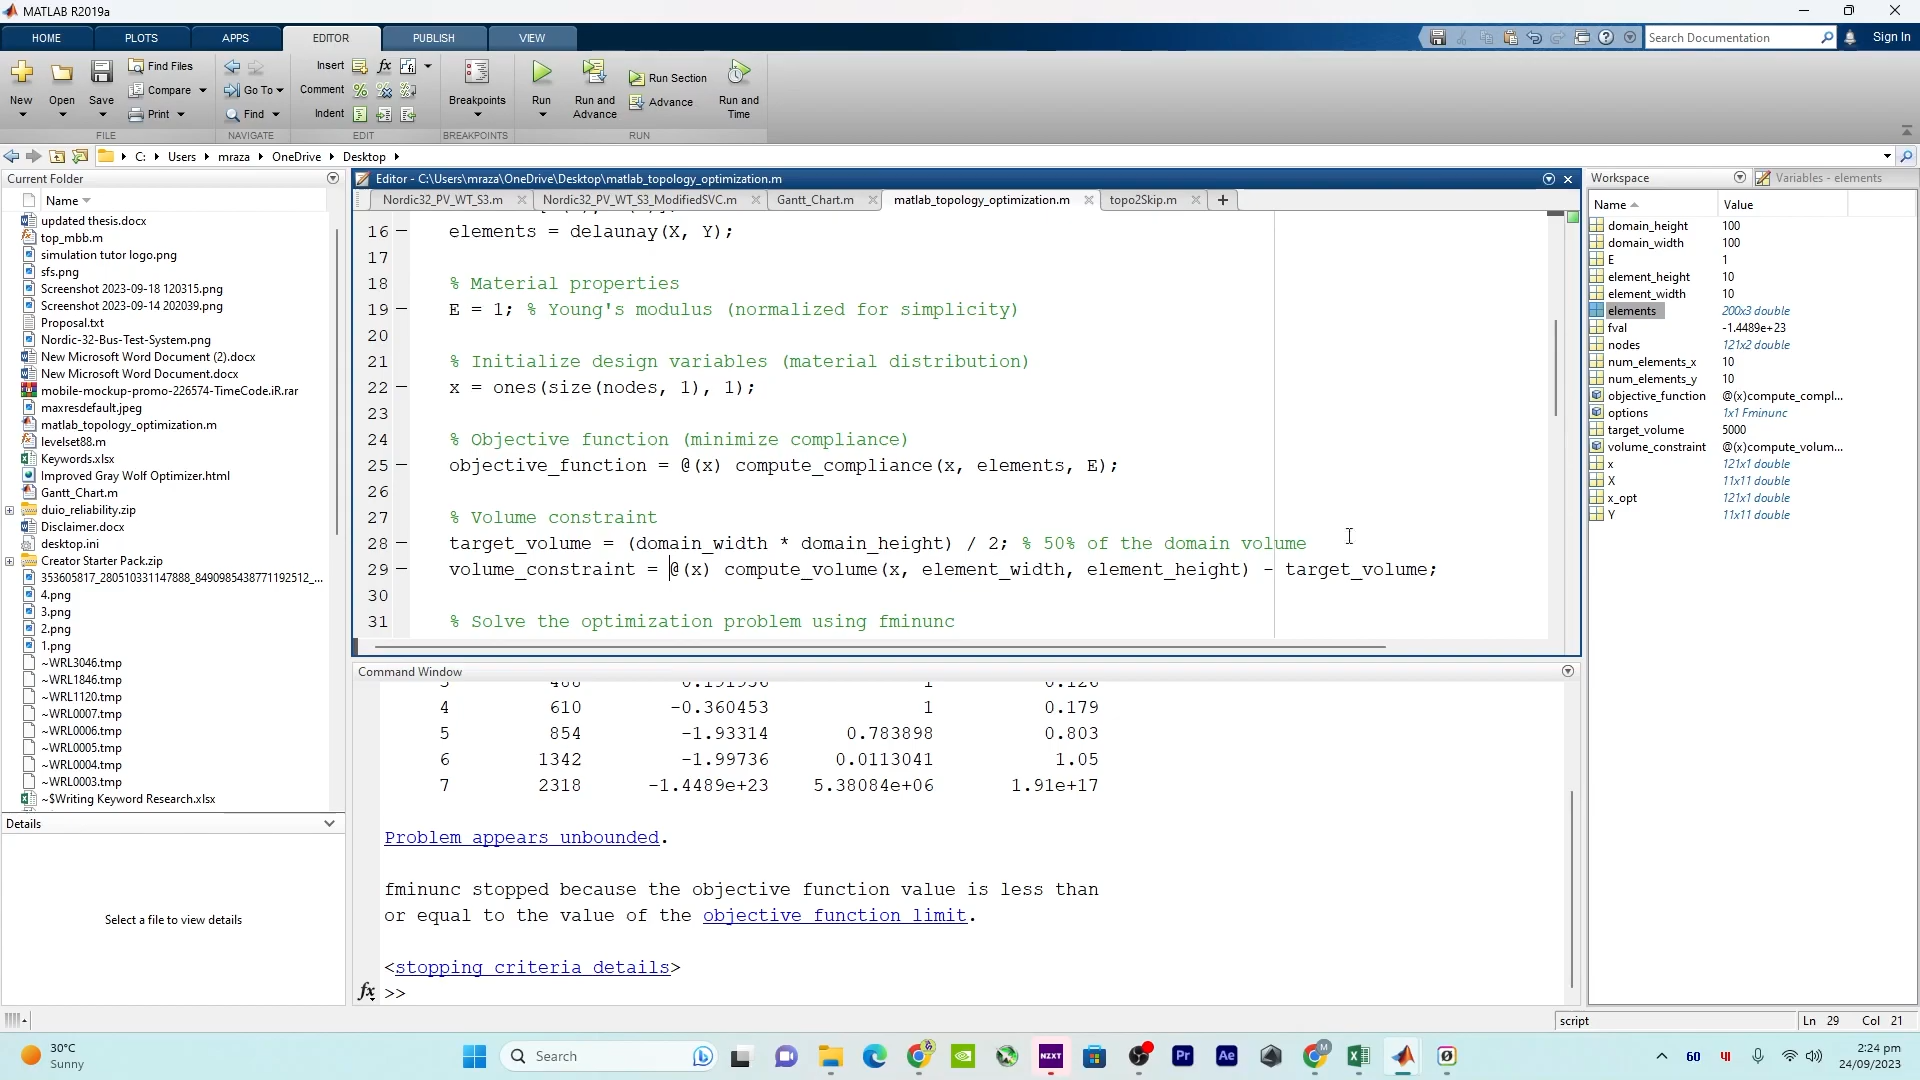 MATLAB R2019a
HOME PLOTS APPS EDITOR PUBLISH VIEW
Search Documentation
Sign In
New
Open
Save
Find Files
Compare
Print
FILE
Go To
Find
NAVIGATE
Insert fx
Comment
Indent
EDIT
Breakpoints
BREAKPOINTS
Run
Run and Advance
Run Section
Advance
Run and Time
RUN
C: Users mraza OneDrive Desktop
Current Folder
Name
updated thesis.docx
top_mbb.m
simulation tutor logo.png
sfs.png
Screenshot 2023-09-18 120315.png
Screenshot 2023-09-14 202039.png
Proposal.txt
Nordic-32-Bus-Test-System.png
New Microsoft Word Document (2).docx
New Microsoft Word Document.docx
mobile-mockup-promo-226574-TimeCode.iR.rar
maxresdefault.jpeg
matlab_topology_optimization.m
levelset88.m
Keywords.xlsx
Improved Gray Wolf Optimizer.html
Gantt_Chart.m
duio_reliability.zip
Disclaimer.docx
desktop.ini
Creator Starter Pack.zip
353605817_280510331147888_8490985438771192512_...
4.png
3.png
2.png
1.png
~WRL3046.tmp
~WRL1846.tmp
~WRL1120.tmp
~WRL0007.tmp
~WRL0006.tmp
~WRL0005.tmp
~WRL0004.tmp
~WRL0003.tmp
~$Writing Keyword Research.xlsx
Details
Select a file to view details
Editor - C:\Users\mraza\OneDrive\Desktop\matlab_topology_optimization.m
Nordic32_PV_WT_S3.m Nordic32_PV_WT_S3_ModifiedSVC.m Gantt_Chart.m matlab_topology_optimization.m topo2Skip.m
16 elements = delaunay(X, Y);
17
18 % Material properties
19 E = 1; % Young's modulus (normalized for simplicity)
20
21 % Initialize design variables (material distribution)
22 x = ones(size(nodes, 1), 1);
23
24 % Objective function (minimize compliance)
25 objective_function = @(x) compute_compliance(x, elements, E);
26
27 % Volume constraint
28 target_volume = (domain_width * domain_height) / 2; % 50% of the domain volume
29 volume_constraint = @(x) compute_volume(x, element_width, element_height) - target_volume;
30
31 % Solve the optimization problem using fminunc
Command Window
4 610 -0.360453 1 0.179
5 854 -1.93314 0.783898 0.803
6 1342 -1.99736 0.0113041 1.05
7 2318 -1.4489e+23 5.38084e+06 1.91e+17
Problem appears unbounded.
fminunc stopped because the objective function value is less than
or equal to the value of the objective function limit.
<stopping criteria details>
fx >>
Workspace
Variables - elements
Name Value
domain_height 100
domain_width 100
E 1
element_height 10
element_width 10
elements 200x3 double
fval -1.4489e+23
nodes 121x2 double
num_elements_x 10
num_elements_y 10
objective_function @(x)compute_compl...
options 1x1 Fminunc
target_volume 5000
volume_constraint @(x)compute_volum...
x 121x1 double
X 11x11 double
x_opt 121x1 double
Y 11x11 double
script
Ln 29 Col 21
30°C
Sunny
Search
NZXT
Pr
Ae
60
2:24 pm
24/09/2023